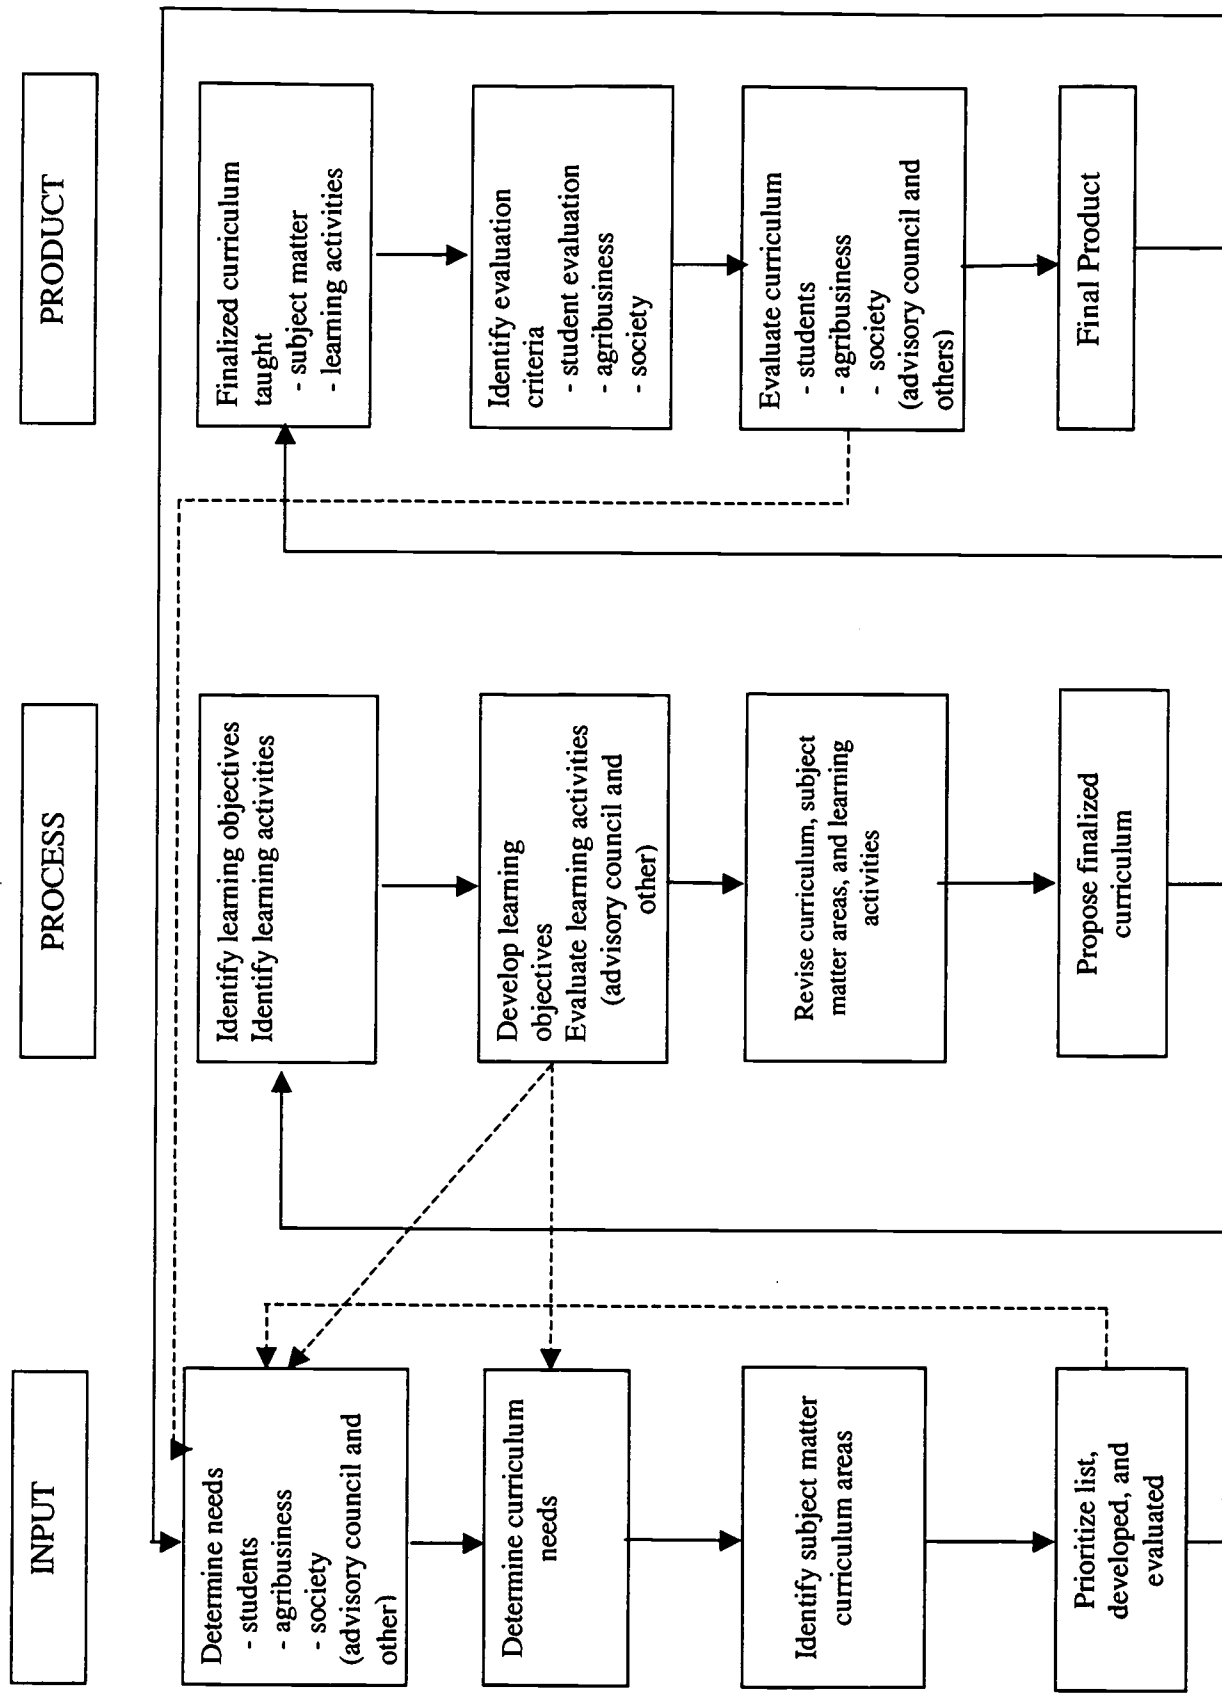 INPUT
Determine needs
- students
- agribusiness
- society
(advisory council and
other)
Determine curriculum
needs
Identify subject matter
curriculum areas
Prioritize list,
developed, and
evaluated
PROCESS
Identify learning objectives
Identify learning activities
Develop learning
objectives
Evaluate learning activities
(advisory council and
other)
Revise curriculum, subject
matter areas, and learning
activities
Propose finalized
curriculum
PRODUCT
Finalized curriculum
taught
- subject matter
- learning activities
Identify evaluation
criteria
- student evaluation
- agribusiness
- society
Evaluate curriculum
- students
- agribusiness
- society
(advisory council and
others)
Final Product